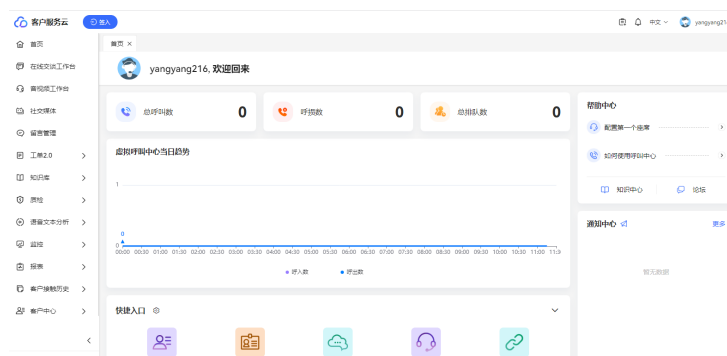 客户服务云
签入
中文
yangyang21
首页
在线交谈工作台
音视频工作台
社交媒体
留言管理
工单2.0
知识库
质检
语音文本分析
监控
报表
客户接触历史
客户中心
首页 ×
yangyang216, 欢迎回来
总呼叫数 0
呼损数 0
总排队数 0
虚拟呼叫中心当日趋势
1
0
0
00:00 00:30 01:00 01:30 02:00 02:30 03:00 03:30 04:00 04:30 05:00 05:30 06:00 06:30 07:00 07:30 08:00 08:30 09:00 09:30 10:00 10:30 11:00 11:3
呼入数 呼出数
快捷入口
帮助中心
配置第一个座席
如何使用呼叫中心
知识中心 论坛
通知中心 更多
暂无数据